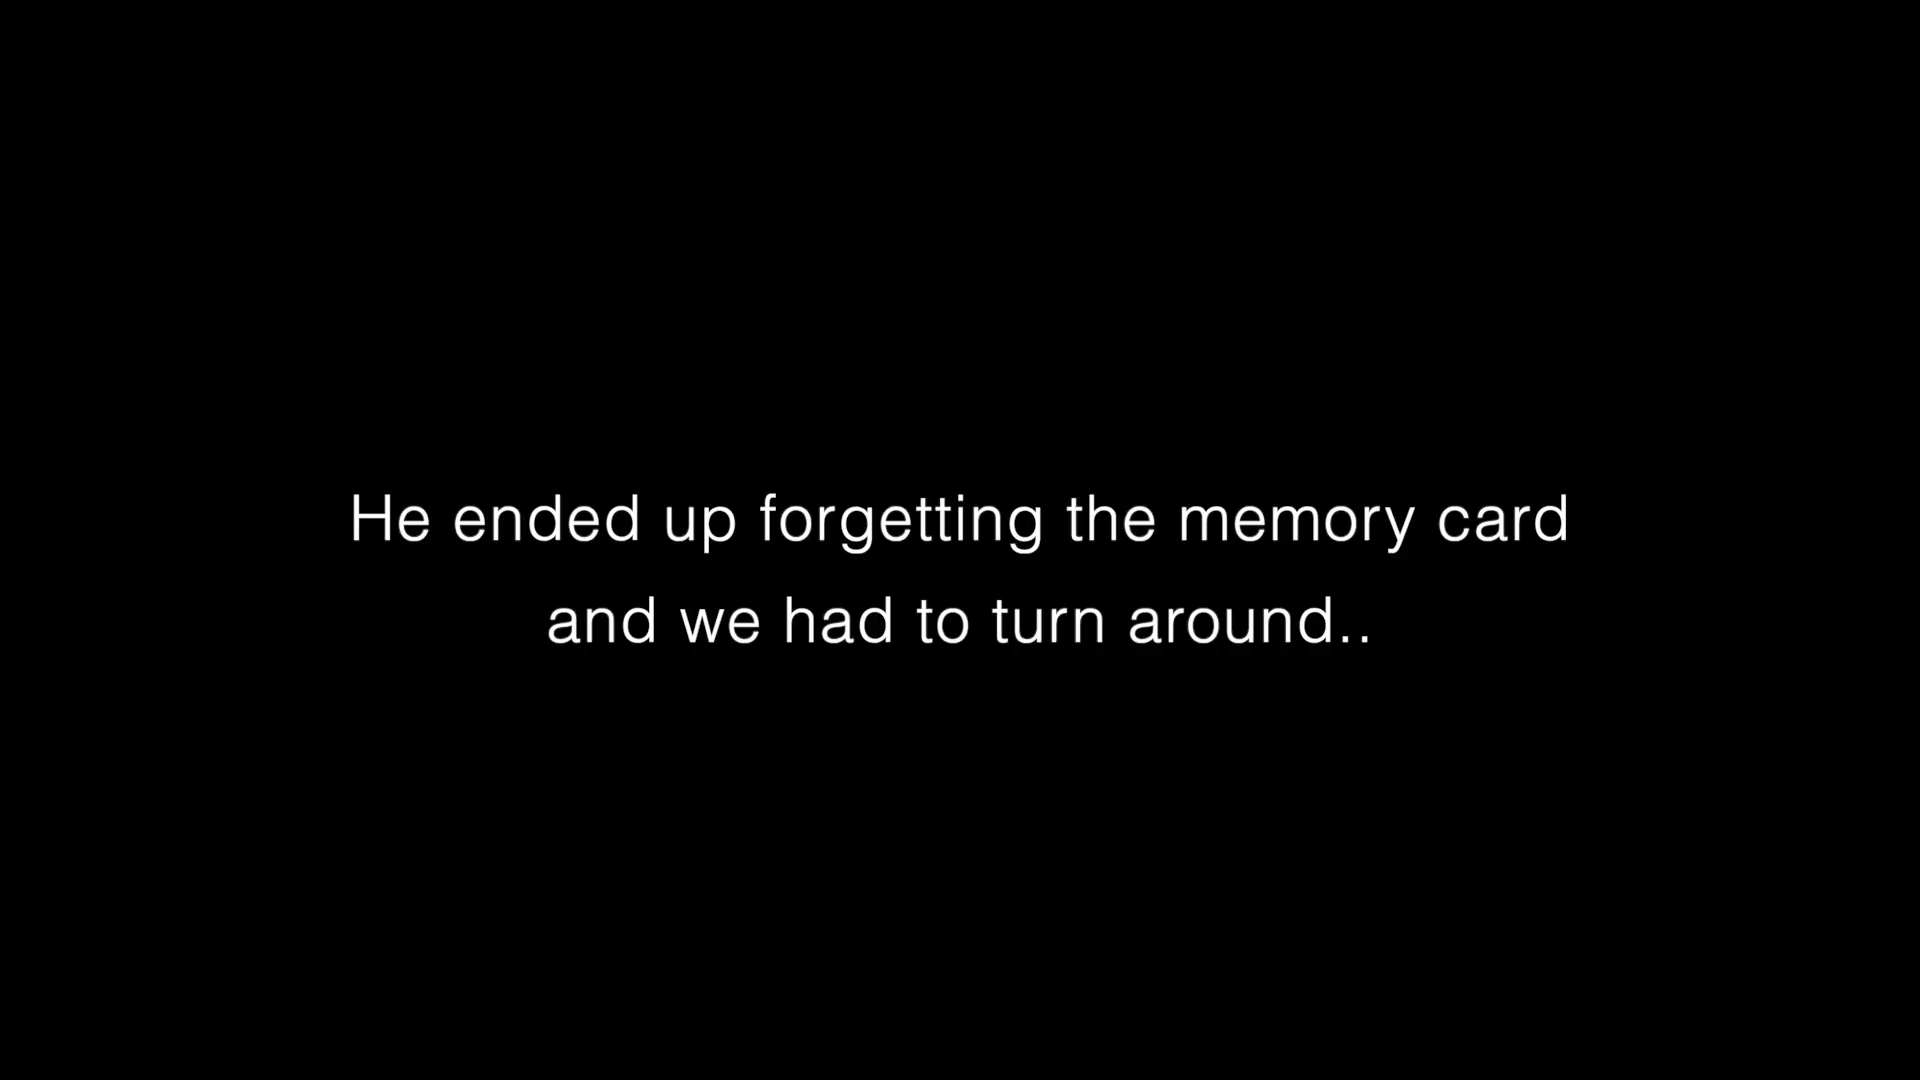 He ended up forgetting the memory card
and we had to turn around..